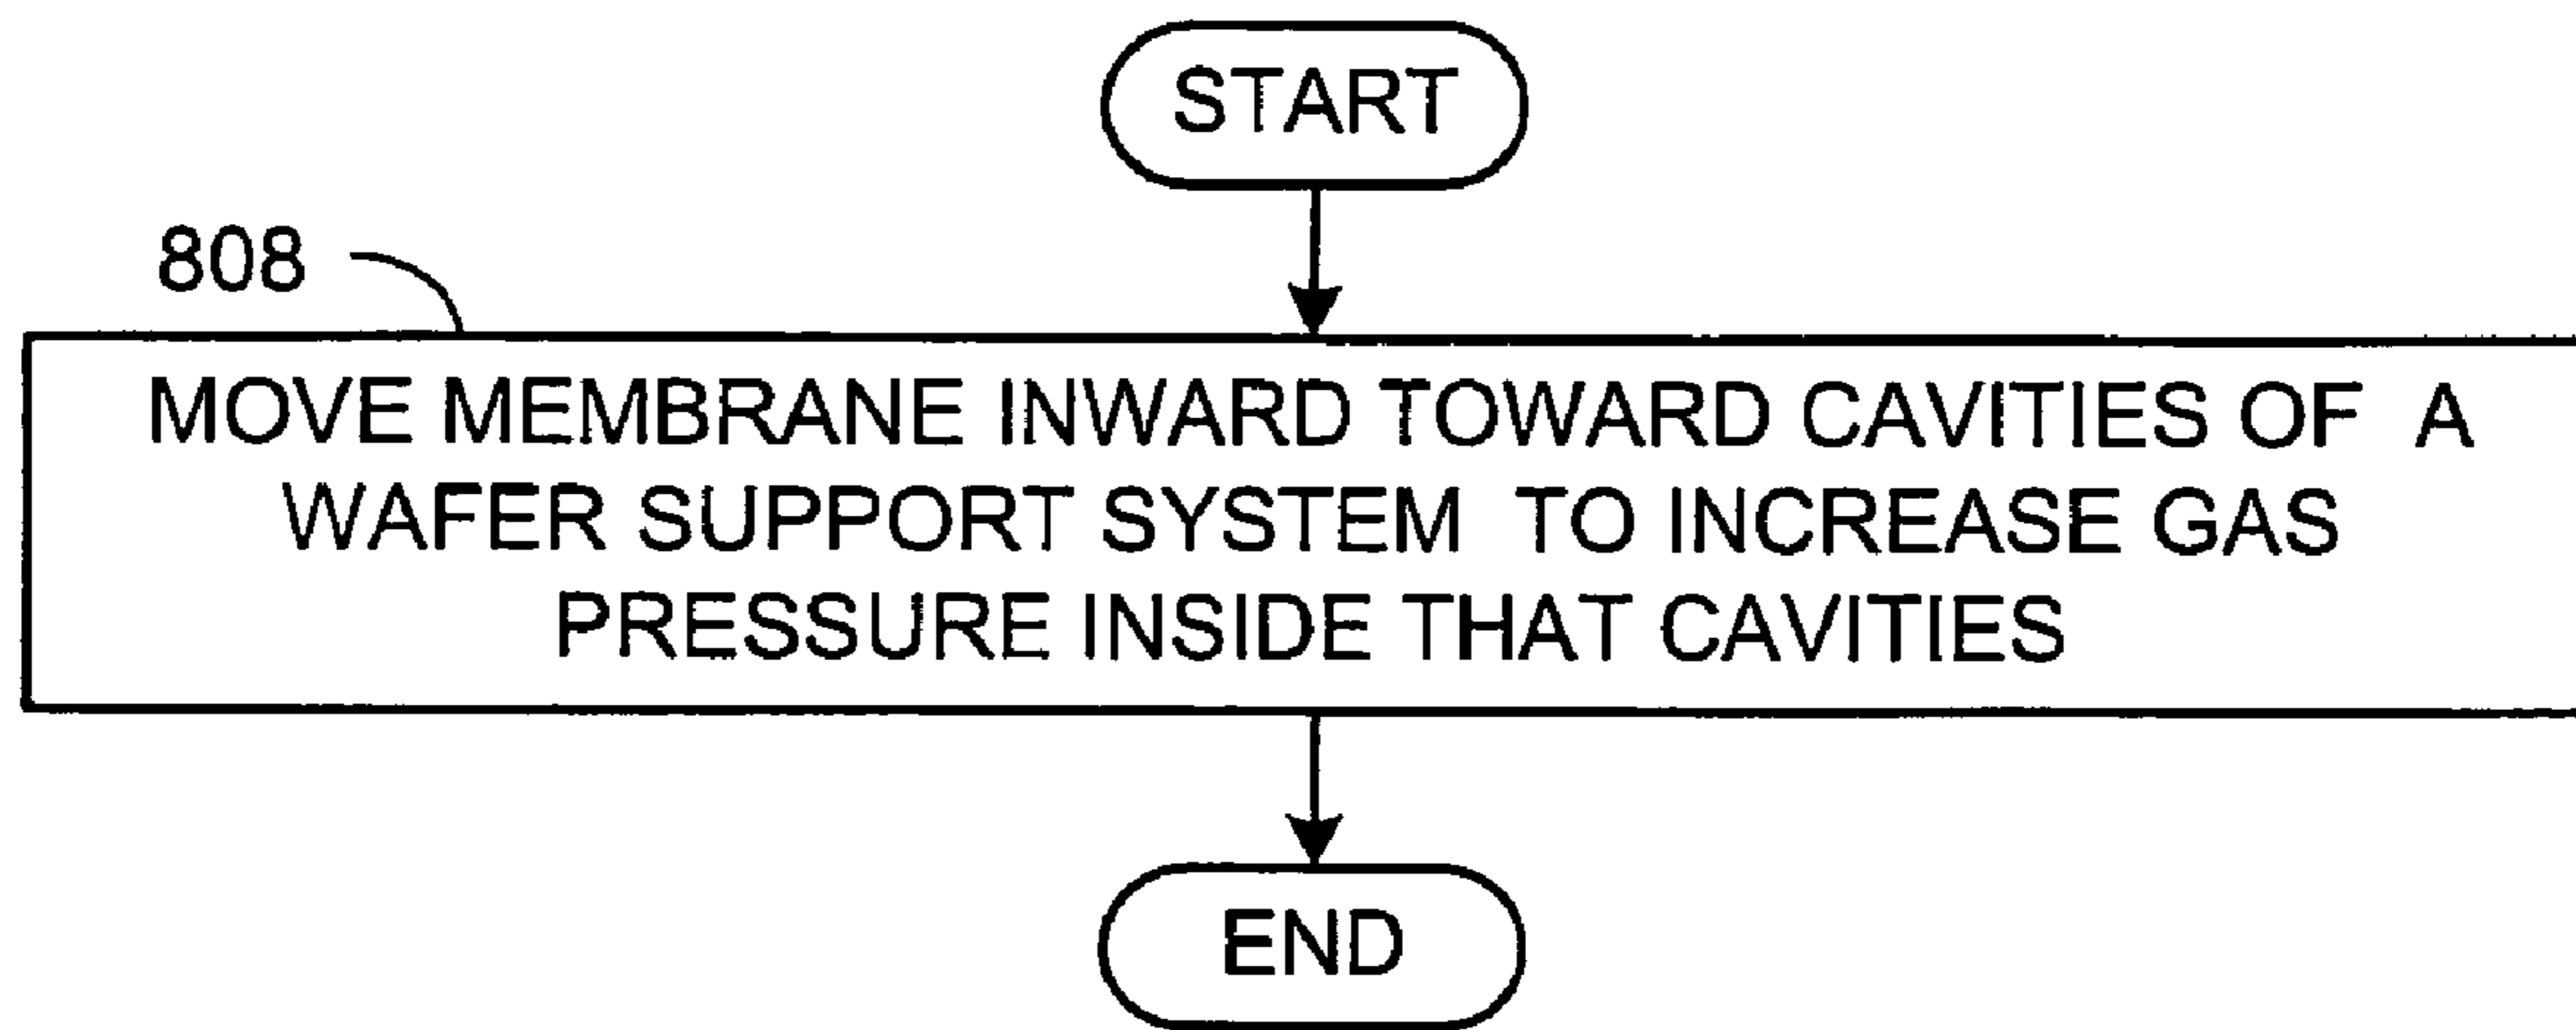 START
808
MOVE MEMBRANE INWARD TOWARD CAVITIES OF A
WAFER SUPPORT SYSTEM TO INCREASE GAS
PRESSURE INSIDE THAT CAVITIES
END